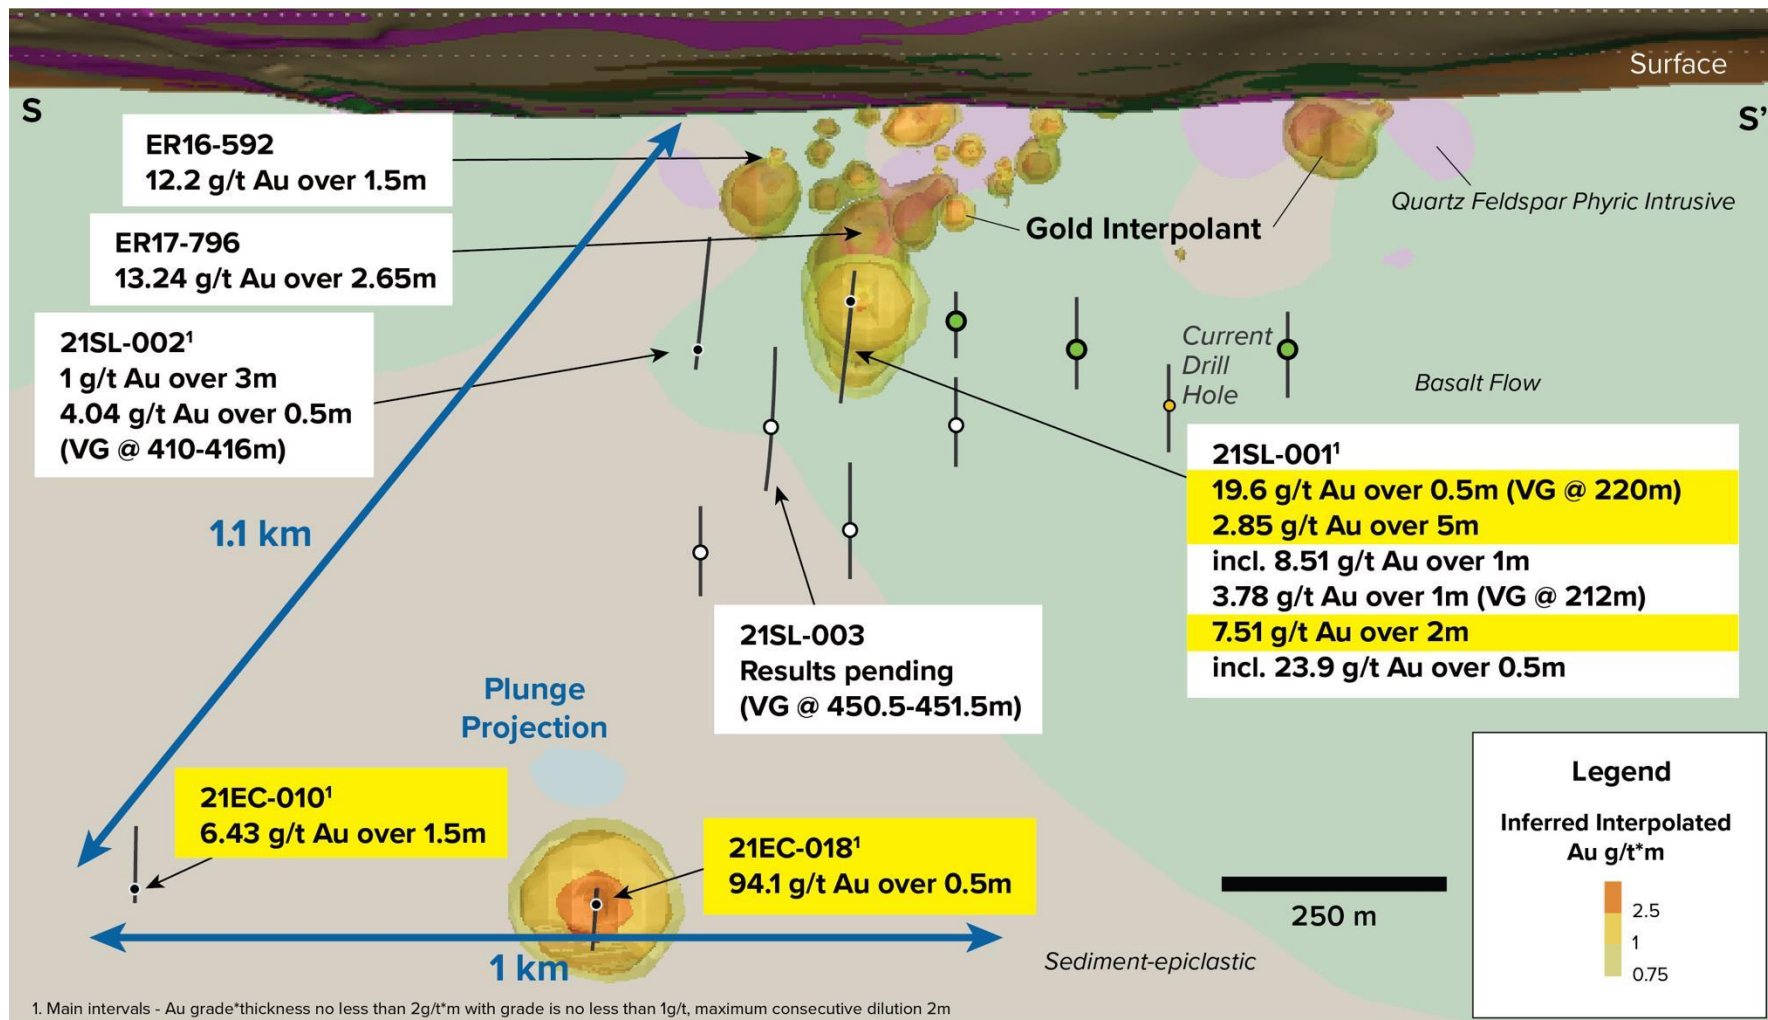 Surface
S
S'
ER16-592
12.2 g/t Au over 1.5m
ER17-796
13.24 g/t Au over 2.65m
Quartz Feldspar Phyric Intrusive
Gold Interpolant
21SL-002¹
1 g/t Au over 3m
4.04 g/t Au over 0.5m
(VG @ 410-416m)
Current
Drill
Hole
Basalt Flow
21SL-001¹
19.6 g/t Au over 0.5m (VG @ 220m)
2.85 g/t Au over 5m
incl. 8.51 g/t Au over 1m
3.78 g/t Au over 1m (VG @ 212m)
7.51 g/t Au over 2m
incl. 23.9 g/t Au over 0.5m
1.1 km
21SL-003
Results pending
(VG @ 450.5-451.5m)
Plunge
Projection
21EC-010¹
6.43 g/t Au over 1.5m
21EC-018¹
94.1 g/t Au over 0.5m
1 km
250 m
Sediment-epiclastic
Legend
Inferred Interpolated
Au g/t*m
2.5
1
0.75
1. Main intervals - Au grade*thickness no less than 2g/t*m with grade is no less than 1g/t, maximum consecutive dilution 2m